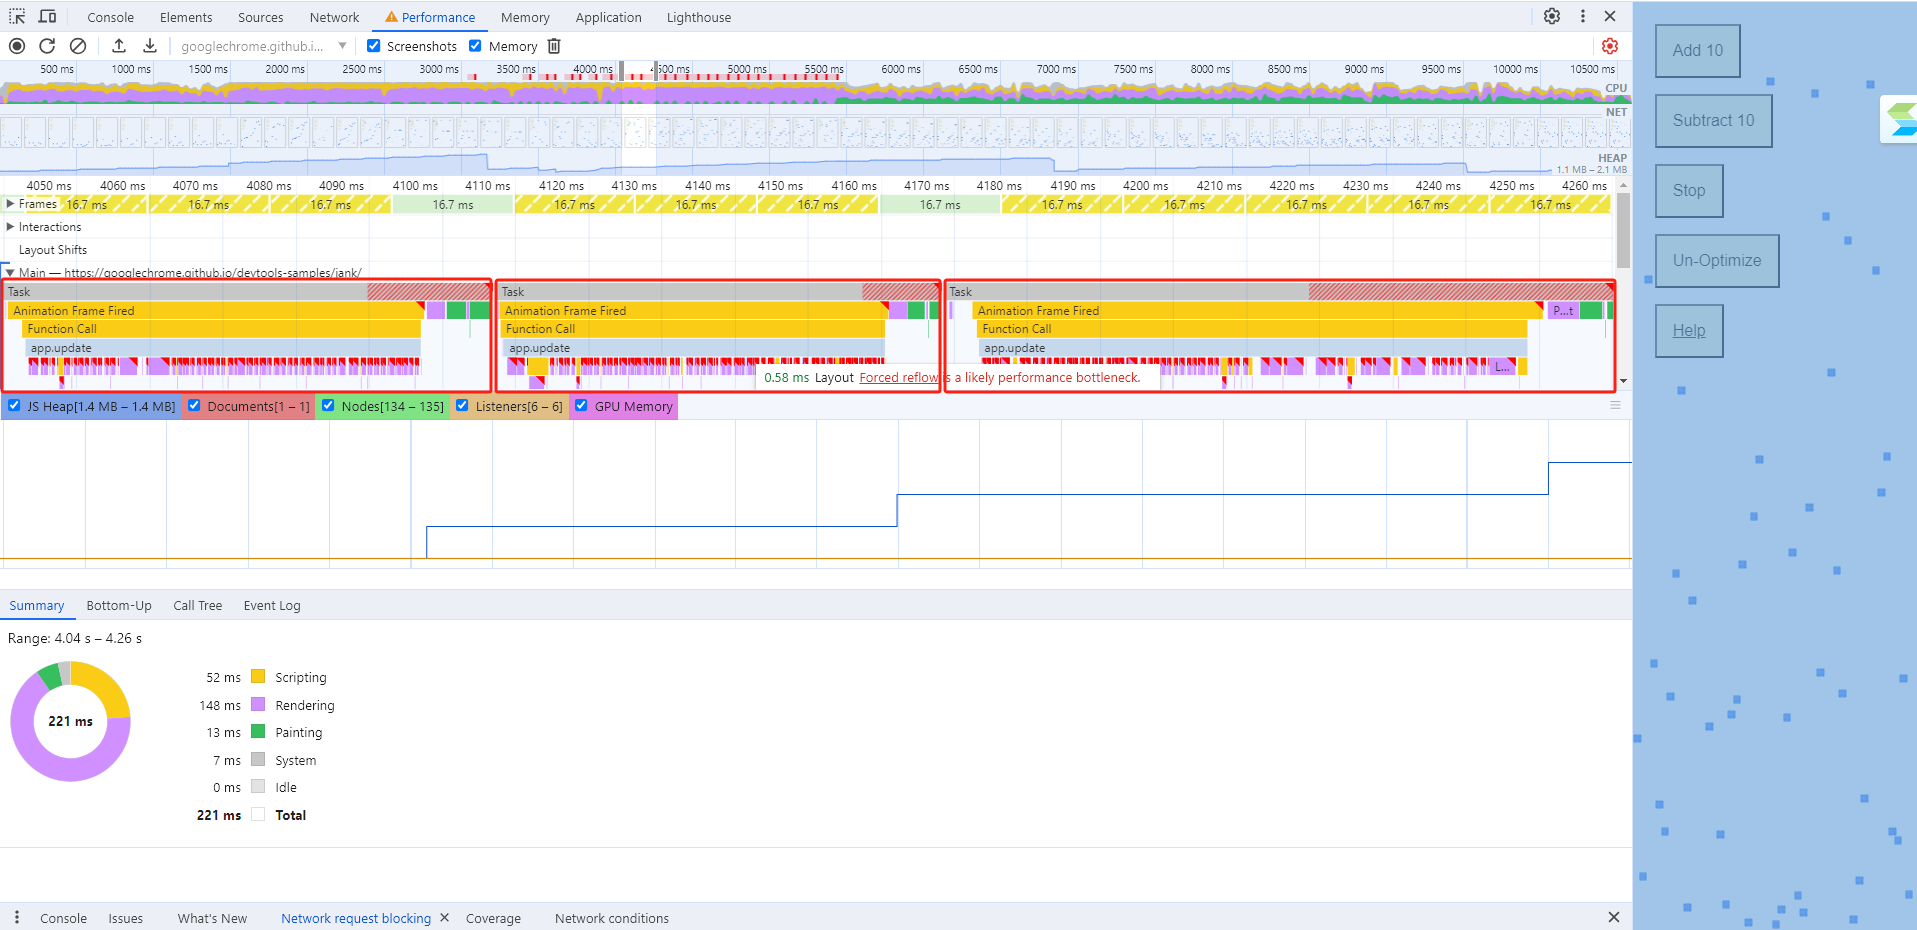 Console Elements Sources Network Performance Memory Application Lighthouse
googlechrome.github.i... Screenshots Memory
500 ms 1000 ms 1500 ms 2000 ms 2500 ms 3000 ms 3500 ms 4000 ms 500 ms 5000 ms 5500 ms 6000 ms 6500 ms 7000 ms 7500 ms 8000 ms 8500 ms 9000 ms 9500 ms 10000 ms 10500 ms
CPU
NET
HEAP
1.1 MB – 2.1 MB
4050 ms 4060 ms 4070 ms 4080 ms 4090 ms 4100 ms 4110 ms 4120 ms 4130 ms 4140 ms 4150 ms 4160 ms 4170 ms 4180 ms 4190 ms 4200 ms 4210 ms 4220 ms 4230 ms 4240 ms 4250 ms 4260 ms
Frames 16.7 ms 16.7 ms 16.7 ms 16.7 ms 16.7 ms 16.7 ms 16.7 ms 16.7 ms 16.7 ms 16.7 ms 16.7 ms 16.7 ms 16.7 ms
Interactions
Layout Shifts
Main — https://googlechrome.github.io/devtools-samples/jank/
Task Task Task
Animation Frame Fired Animation Frame Fired Animation Frame Fired P...t
Function Call Function Call Function Call
app.update app.update app.update
L...
0.58 ms Layout Forced reflow is a likely performance bottleneck.
JS Heap[1.4 MB – 1.4 MB] Documents[1 – 1] Nodes[134 – 135] Listeners[6 – 6] GPU Memory
Summary Bottom-Up Call Tree Event Log
Range: 4.04 s – 4.26 s
221 ms
52 ms Scripting
148 ms Rendering
13 ms Painting
7 ms System
0 ms Idle
221 ms Total
Console Issues What's New Network request blocking Coverage Network conditions
Add 10
Subtract 10
Stop
Un-Optimize
Help